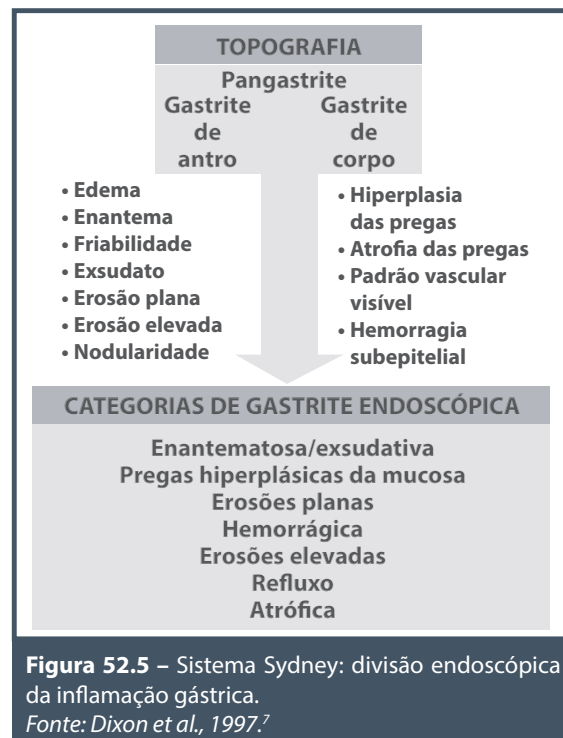 TOPOGRAFIA
Pangastrite
Gastrite
de
antro
Gastrite
de
corpo
• Edema
• Enantema
• Friabilidade
• Exsudato
• Erosão plana
• Erosão elevada
• Nodularidade
• Hiperplasia
das pregas
• Atrofia das pregas
• Padrão vascular
visível
• Hemorragia
subepitelial
CATEGORIAS DE GASTRITE ENDOSCÓPICA
Enantematosa/exsudativa
Pregas hiperplásicas da mucosa
Erosões planas
Hemorrágica
Erosões elevadas
Refluxo
Atrófica
Figura 52.5 – Sistema Sydney: divisão endoscópica
da inflamação gástrica.
Fonte: Dixon et al., 1997.⁷